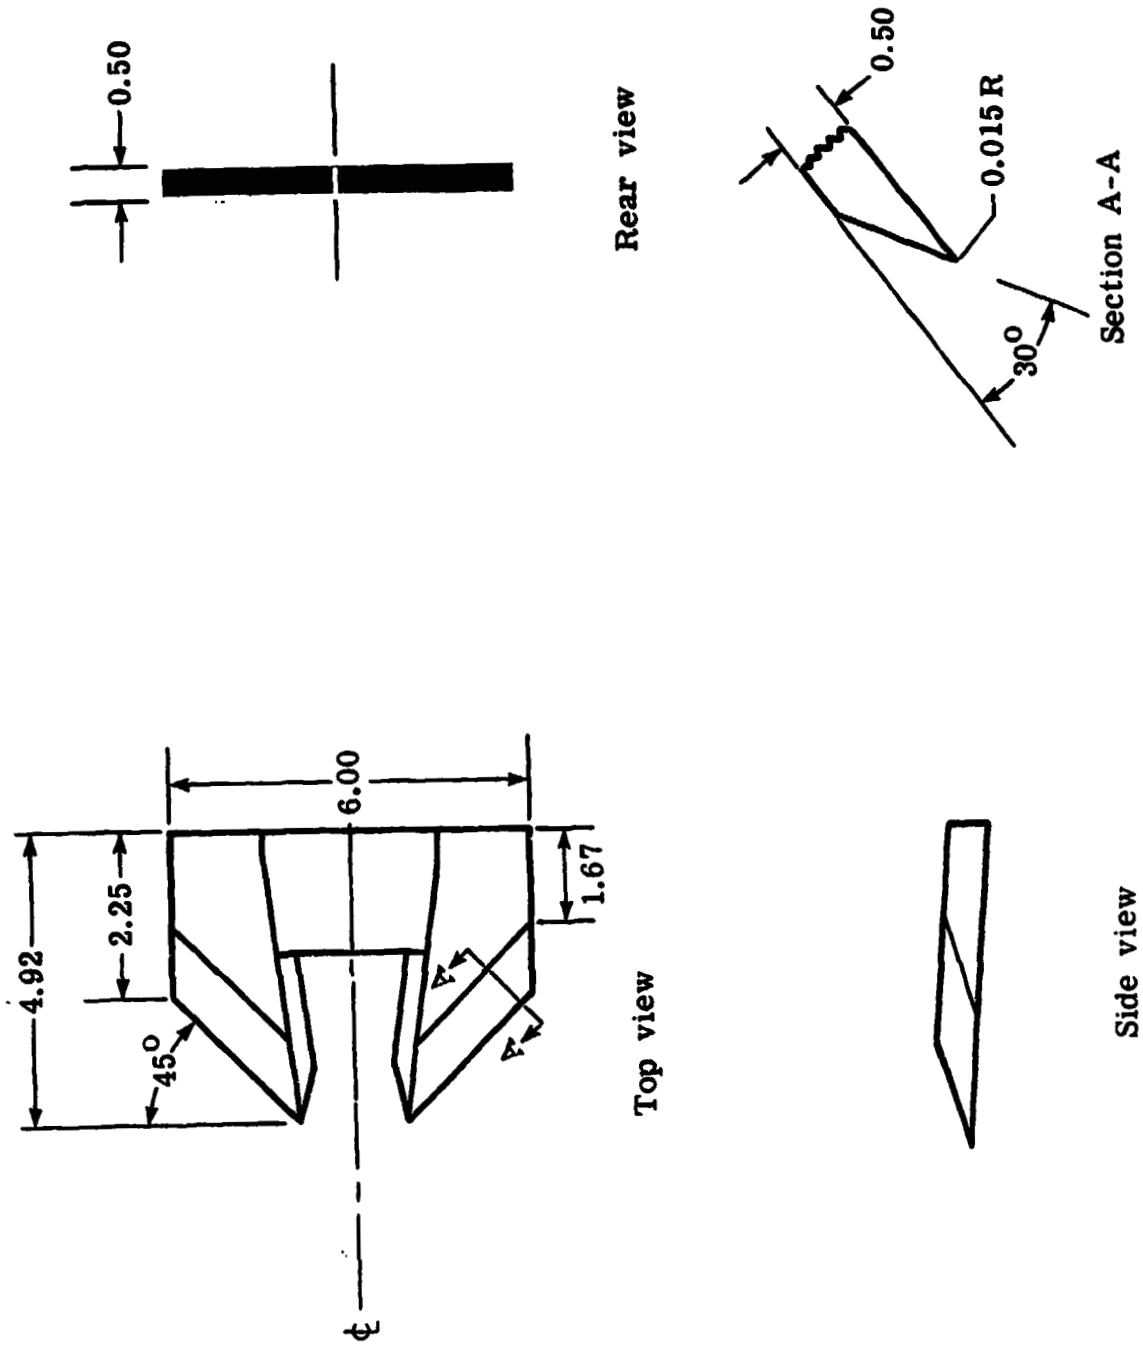 0.50
Rear view
0.50
0.015 R
30°
Section A-A
4.92
2.25
45°
6.00
1.67
A
A
℄
Top view
Side view